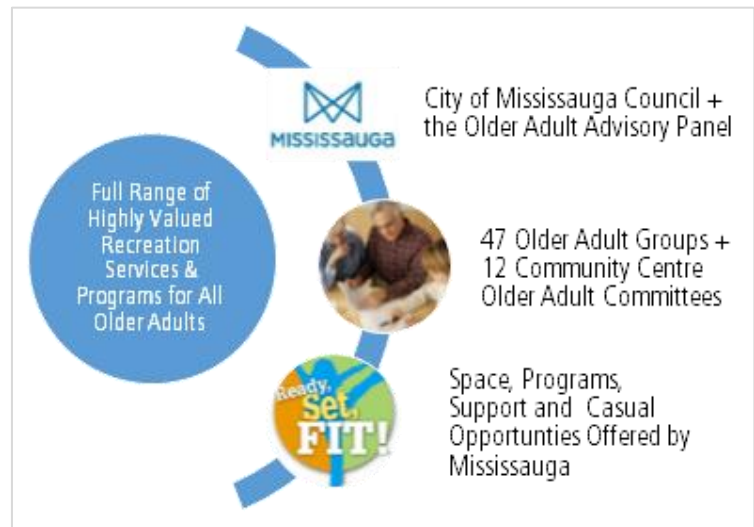 Full Range of
Highly Valued
Recreation
Services &
Programs for All
Older Adults
MISSISSAUGA
City of Mississauga Council +
the Older Adult Advisory Panel
47 Older Adult Groups +
12 Community Centre
Older Adult Committees
Ready,
Set,
FIT!
Space, Programs,
Support and Casual
Opportunties Offered by
Mississauga